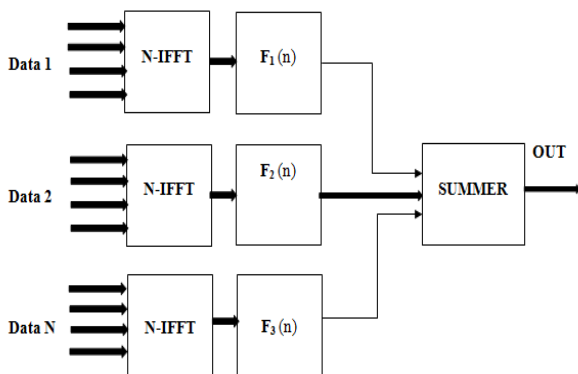 Data 1
N-IFFT
F₁(n)
Data 2
N-IFFT
F₂(n)
SUMMER
OUT
Data N
N-IFFT
F₃(n)